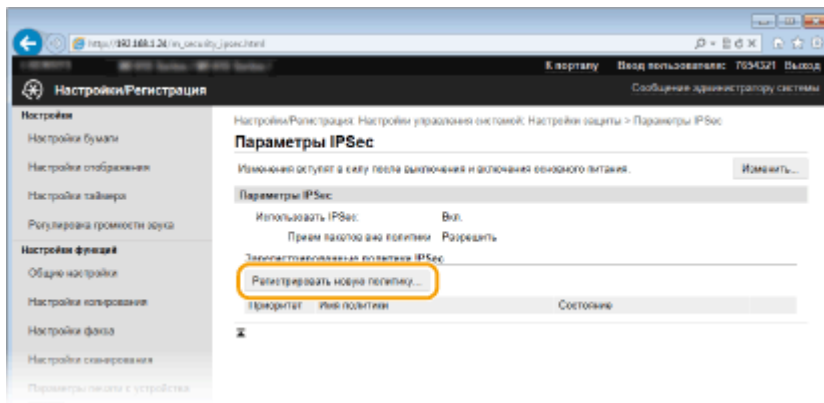 http://192.168.1.24/m_security_ipsec.html
К порталу Вход пользователя: 7654321 Выход
Настройки/Регистрация
Сообщение администратору системы
Настройки
Настройки бумаги
Настройки отображения
Настройки таймера
Регулировка громкости звука
Настройки функций
Общие настройки
Настройки копирования
Настройки факса
Настройки сканирования
Параметры печати с устройства
Настройки/Регистрация: Настройки управления системой: Настройки защиты > Параметры IPSec
Параметры IPSec
Изменения вступят в силу после выключения и включения основного питания.
Изменить...
Параметры IPSec
Использовать IPSec: Вкл.
Прием пакетов вне политики Разрешить
Зарегистрированные политики IPSec
Регистрировать новую политику...
Приоритет Имя политики Состояние